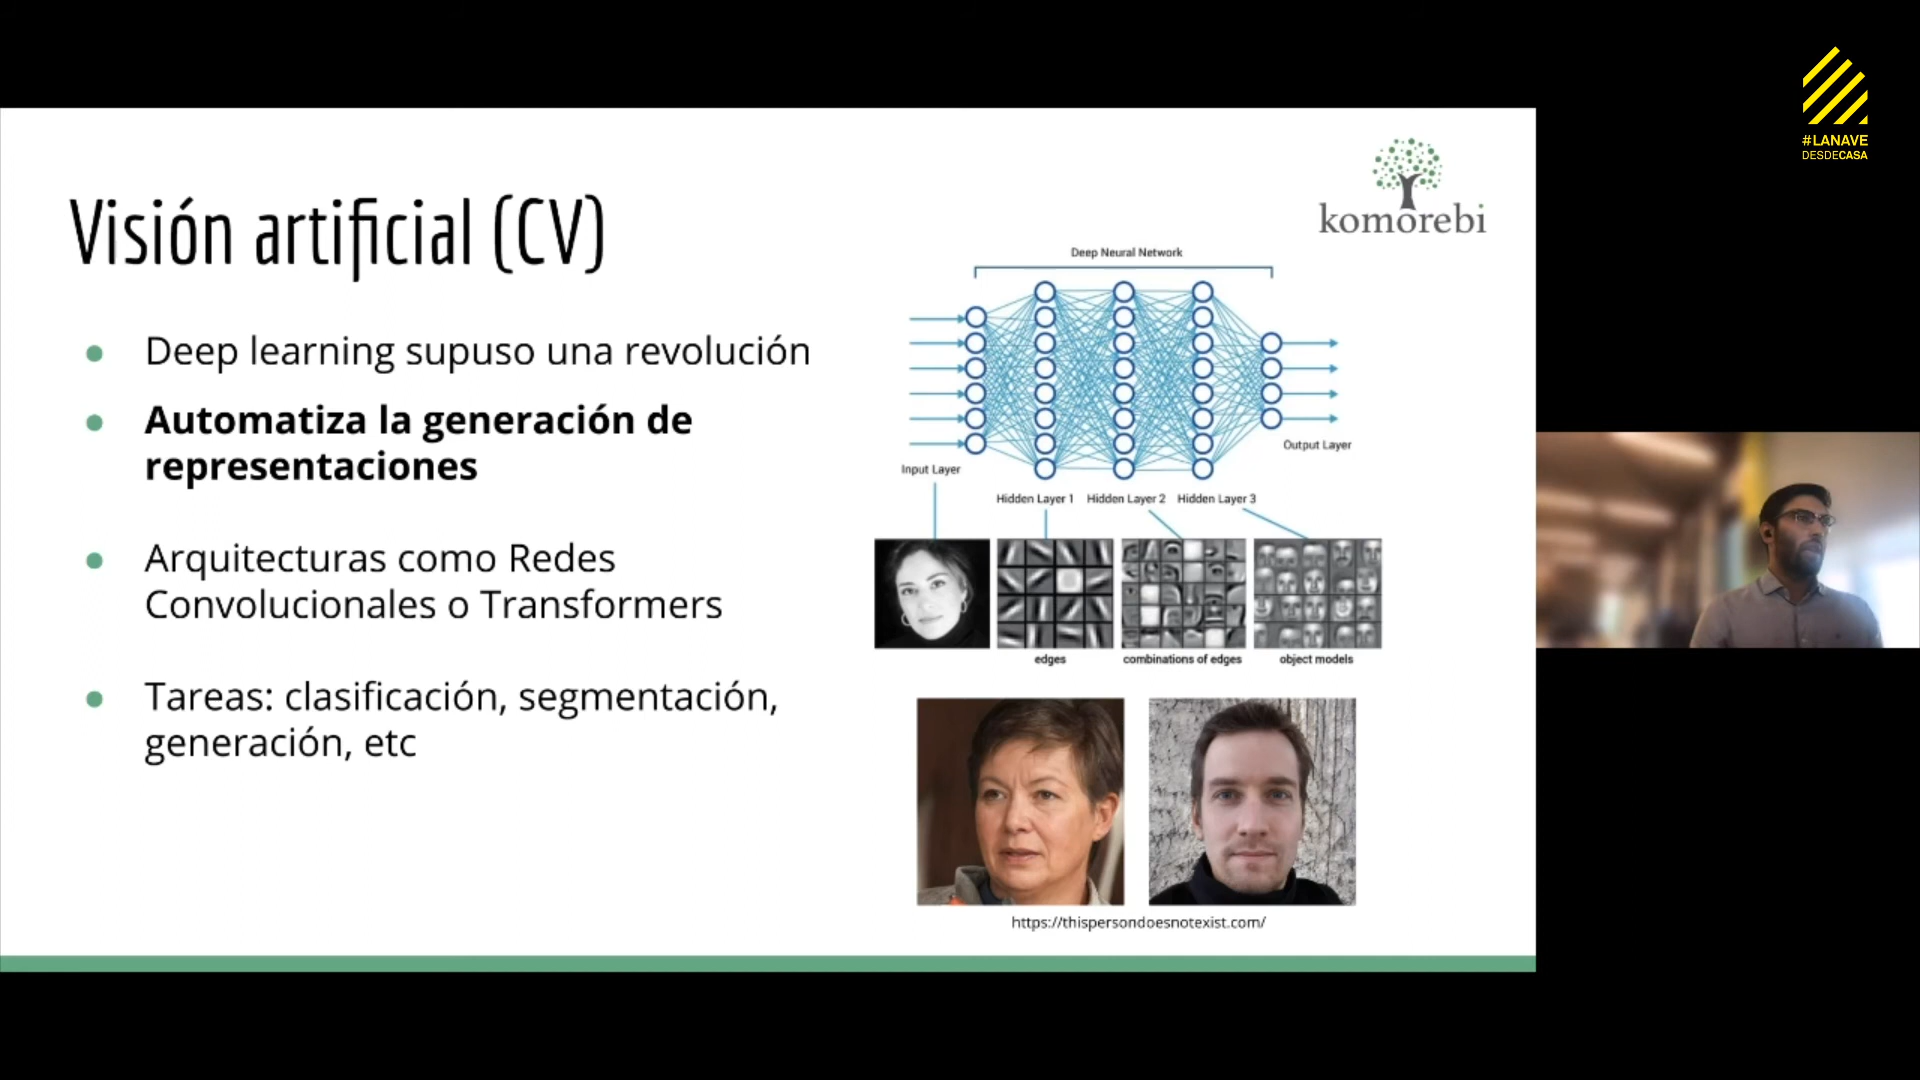 #LANAVE
DESDECASA
komorebi
Visión artificial (CV)
Deep learning supuso una revolución
Automatiza la generación de
representaciones
Arquitecturas como Redes
Convolucionales o Transformers
Tareas: clasificación, segmentación,
generación, etc
Deep Neural Network
Output Layer
Input Layer
Hidden Layer 1
Hidden Layer 2
Hidden Layer 3
edges
combinations of edges
object models
https://thispersondoesnotexist.com/